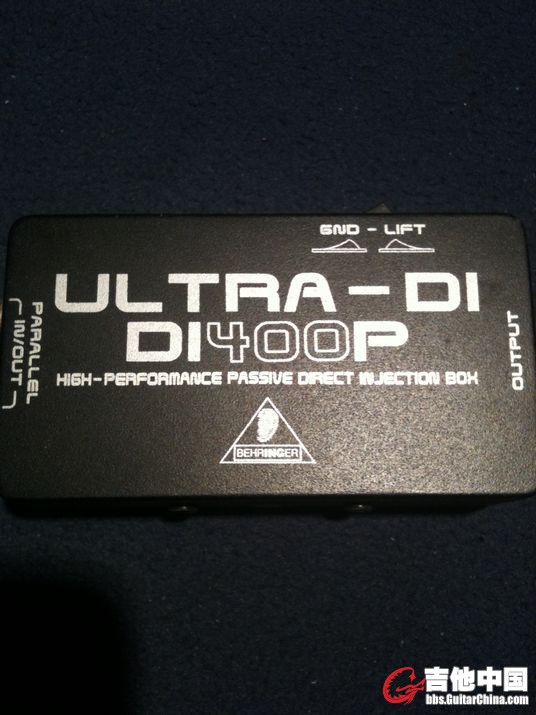 GND - LIFT
ULTRA-DI
DI400P
HIGH-PERFORMANCE PASSIVE DIRECT INJECTION BOX
PARALLEL
IN/OUT
OUTPUT
BEHRINGER
吉他中国
bbs.GuitarChina.com